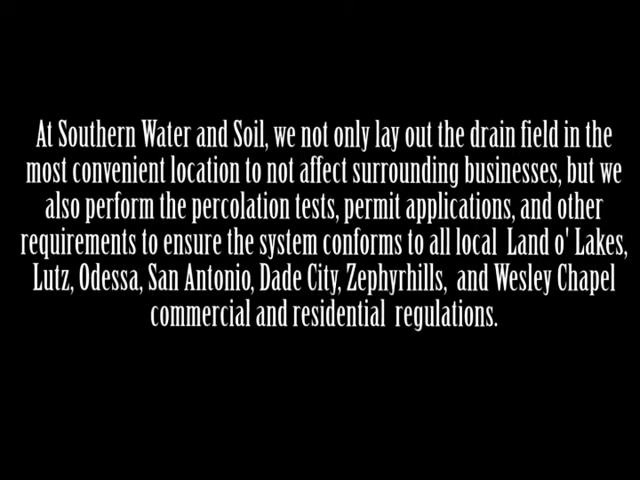 At Southern Water and Soil, we not only lay out the drain field in the
most convenient location to not affect surrounding businesses, but we
also perform the percolation tests, permit applications, and other
requirements to ensure the system conforms to all local Land o' Lakes,
Lutz, Odessa, San Antonio, Dade City, Zephyrhills, and Wesley Chapel
commercial and residential regulations.